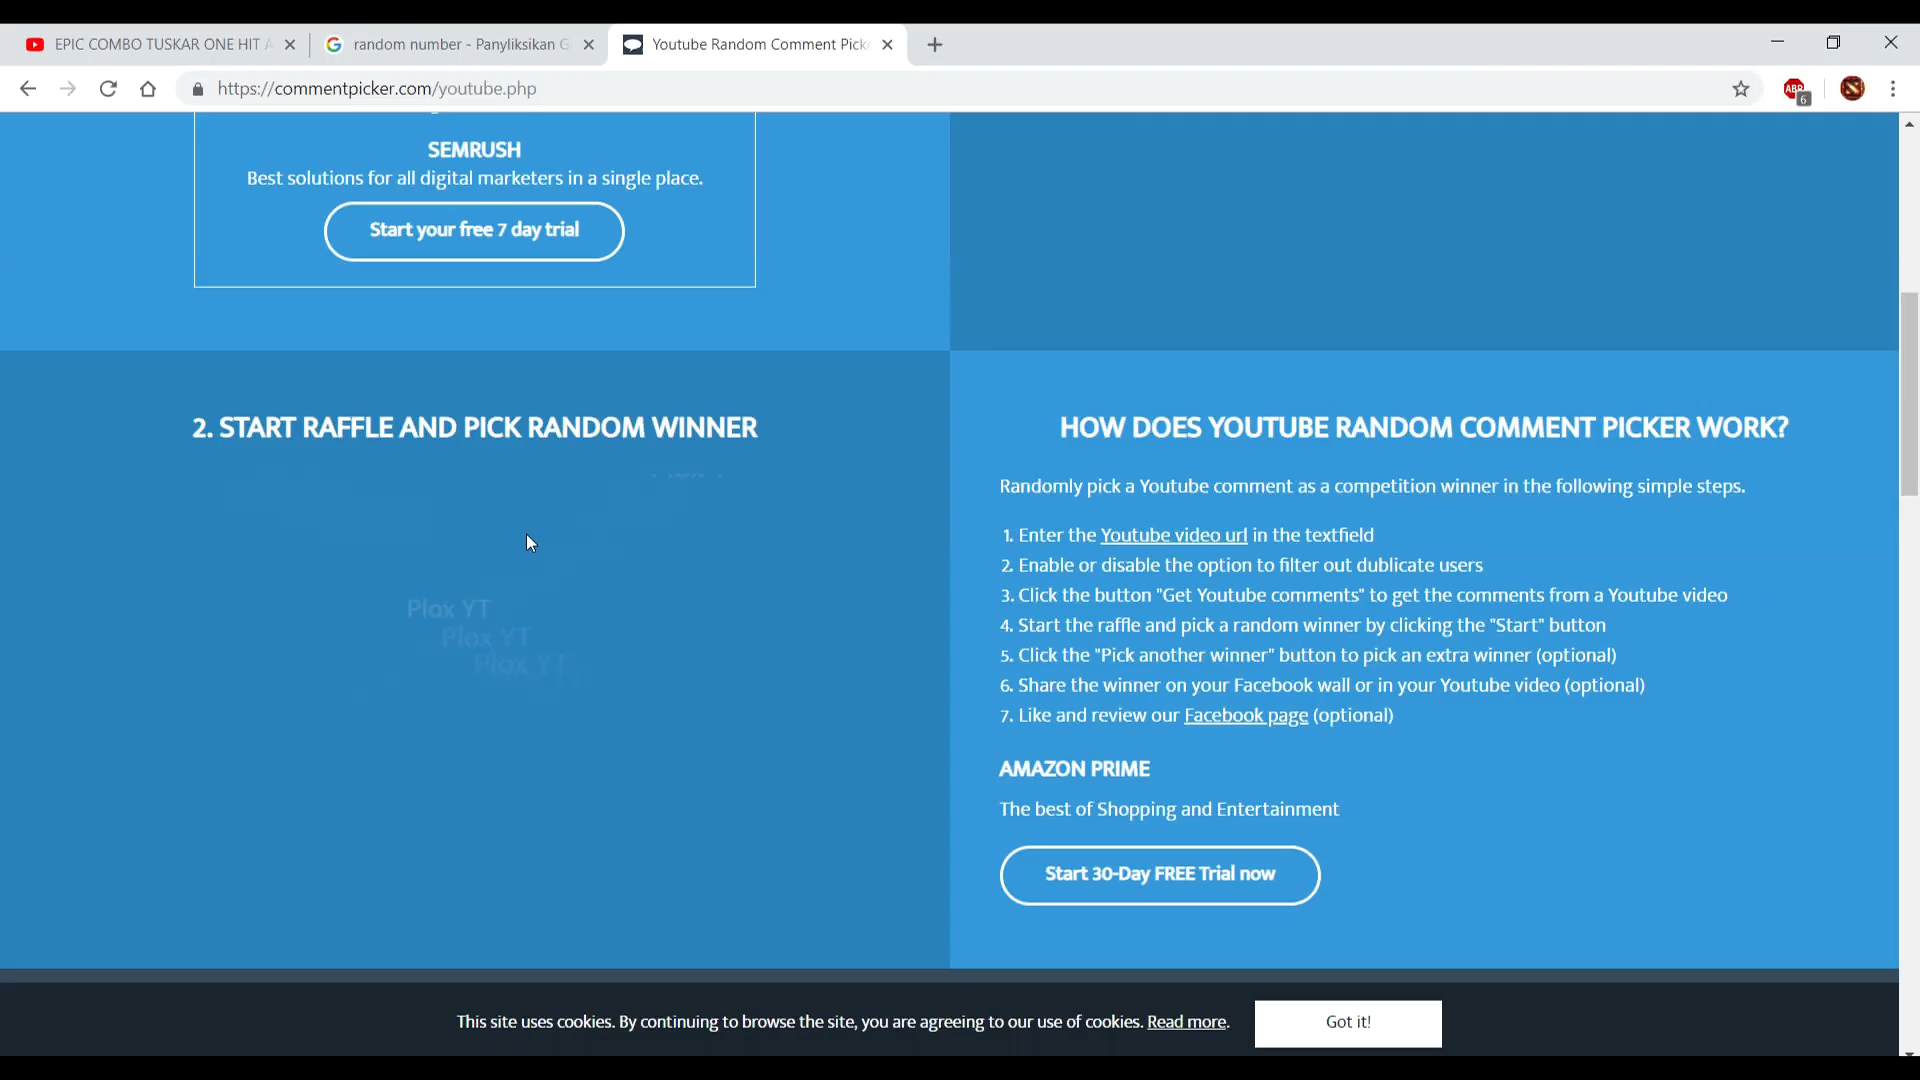 EPIC COMBO TUSKAR ONE HIT
random number - Panyliksikan G
Youtube Random Comment Picke
https://commentpicker.com/youtube.php
ABP
6
SEMRUSH
Best solutions for all digital marketers in a single place.
Start your free 7 day trial
2. START RAFFLE AND PICK RANDOM WINNER
Plox YT
Plox YT
Plox YT
Plox YT
HOW DOES YOUTUBE RANDOM COMMENT PICKER WORK?
Randomly pick a Youtube comment as a competition winner in the following simple steps.
1. Enter the Youtube video url in the textfield
2. Enable or disable the option to filter out dublicate users
3. Click the button "Get Youtube comments" to get the comments from a Youtube video
4. Start the raffle and pick a random winner by clicking the "Start" button
5. Click the "Pick another winner" button to pick an extra winner (optional)
6. Share the winner on your Facebook wall or in your Youtube video (optional)
7. Like and review our Facebook page (optional)
AMAZON PRIME
The best of Shopping and Entertainment
Start 30-Day FREE Trial now
This site uses cookies. By continuing to browse the site, you are agreeing to our use of cookies. Read more.
Got it!